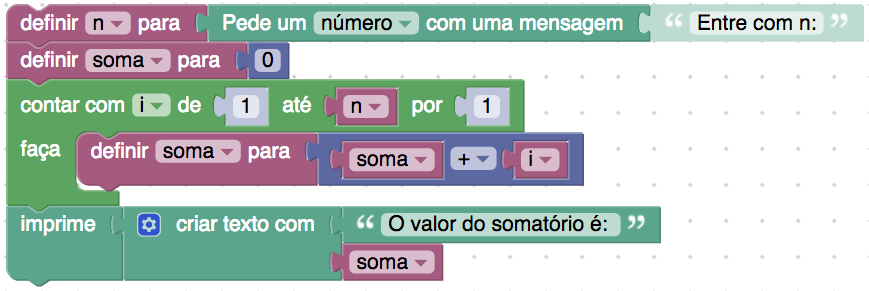 definir n para Pede um número com uma mensagem “ Entre com n: ”
definir soma para 0
contar com i de 1 até n por 1
faça definir soma para soma + i
imprime criar texto com “ O valor do somatório é: ”
soma